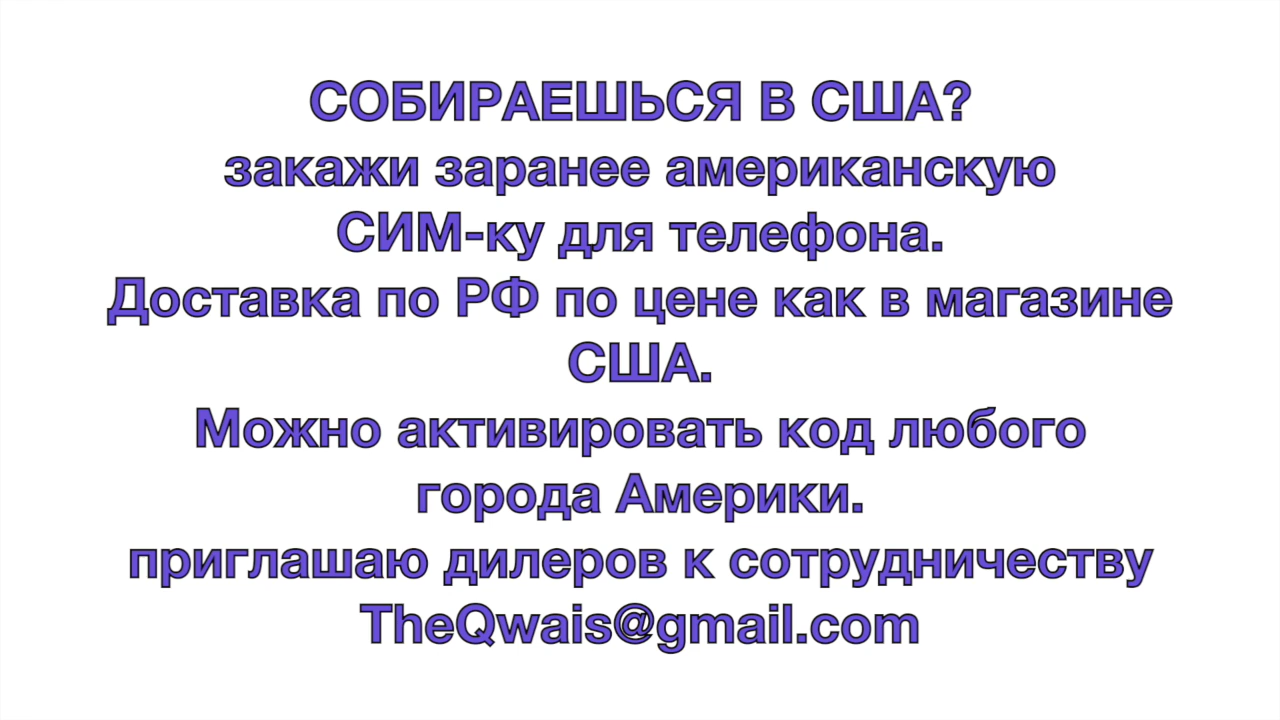 СОБИРАЕШЬСЯ В США?
закажи заранее американскую
СИМ-ку для телефона.
Доставка по РФ по цене как в магазине
США.
Можно активировать код любого
города Америки.
приглашаю дилеров к сотрудничеству
TheQwais@gmail.com